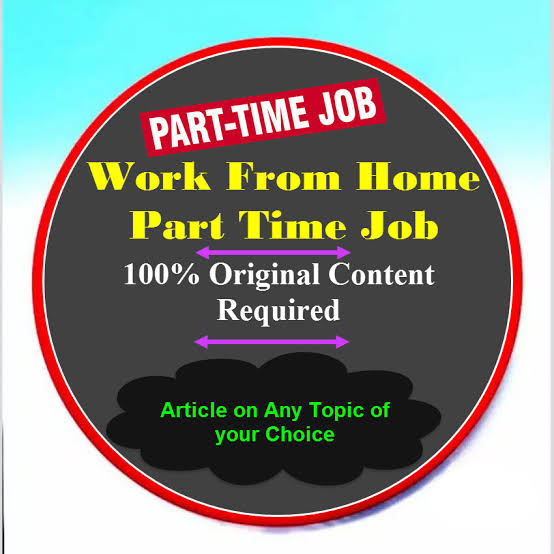 PART-TIME JOB
Work From Home
Part Time Job
100% Original Content
Required
Article on Any Topic of
your Choice